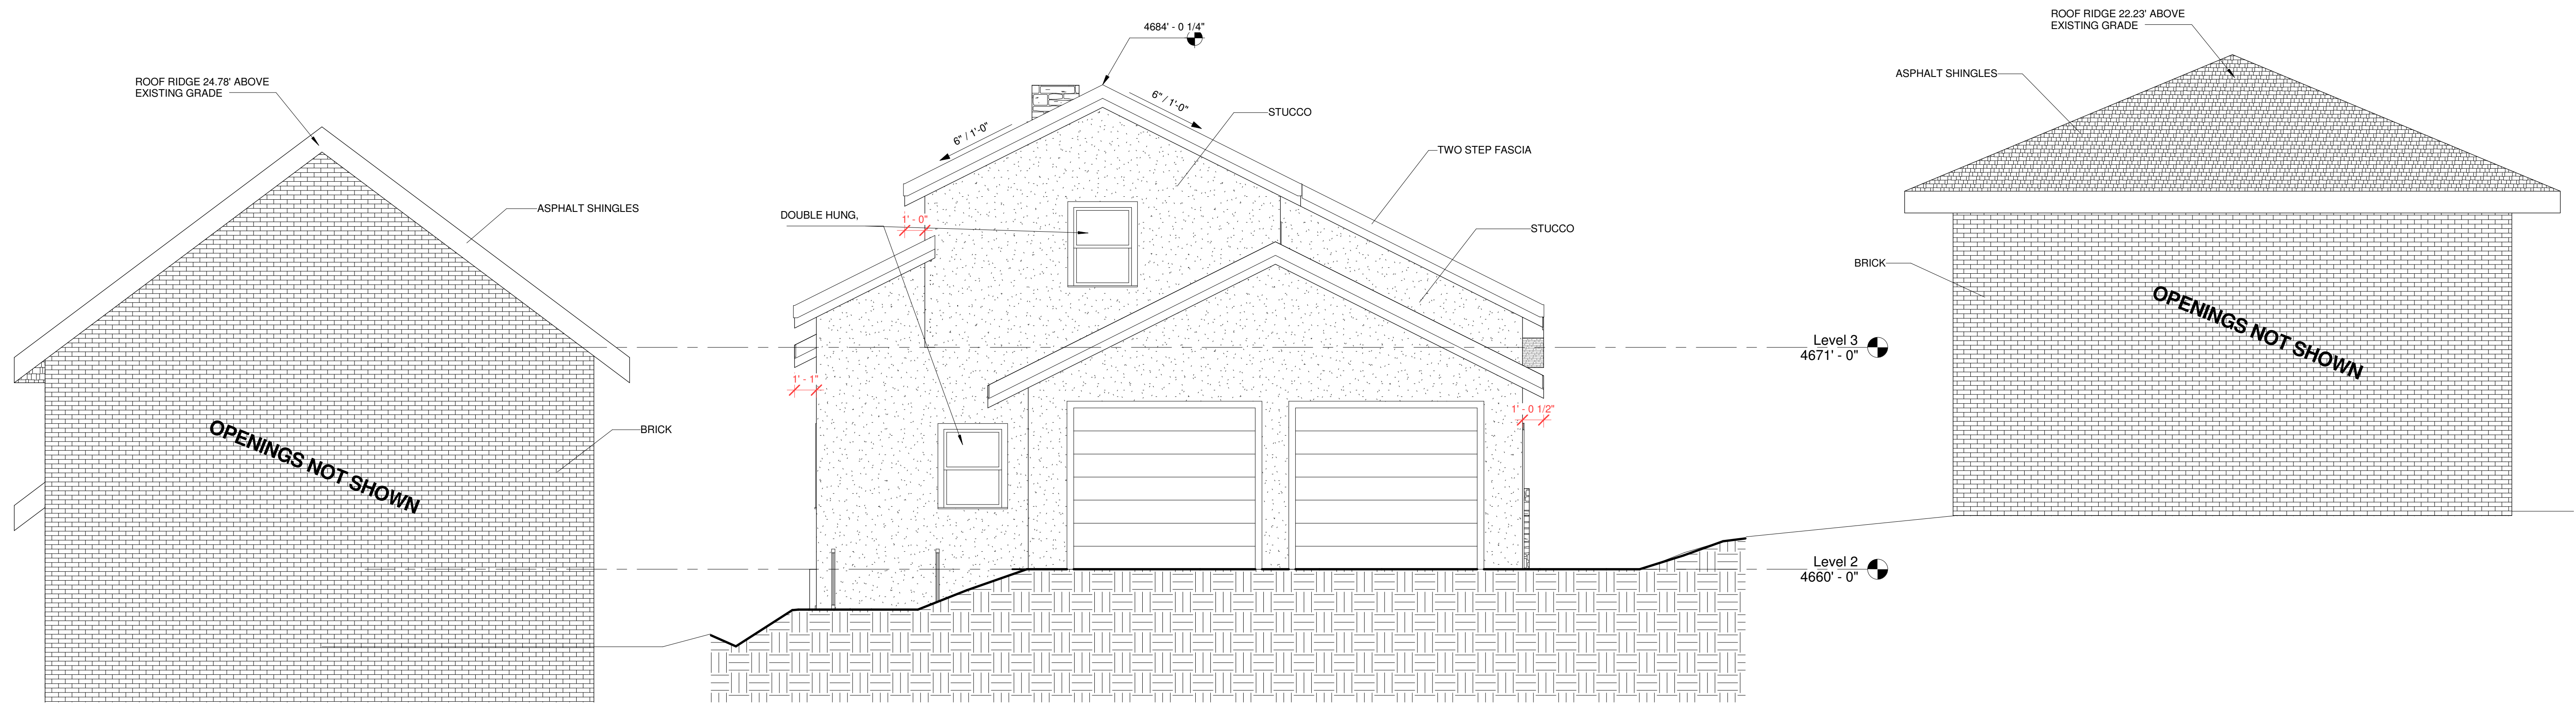 ROOF RIDGE 24.78' ABOVE
EXISTING GRADE
ASPHALT SHINGLES
OPENINGS NOT SHOWN
BRICK
4684' - 0 1/4"
6" / 1'-0"
6" / 1'-0"
STUCCO
TWO STEP FASCIA
DOUBLE HUNG,
1' - 0"
STUCCO
1' - 1"
1' - 0 1/2"
Level 3
4671' - 0"
Level 2
4660' - 0"
ROOF RIDGE 22.23' ABOVE
EXISTING GRADE
ASPHALT SHINGLES
BRICK
OPENINGS NOT SHOWN